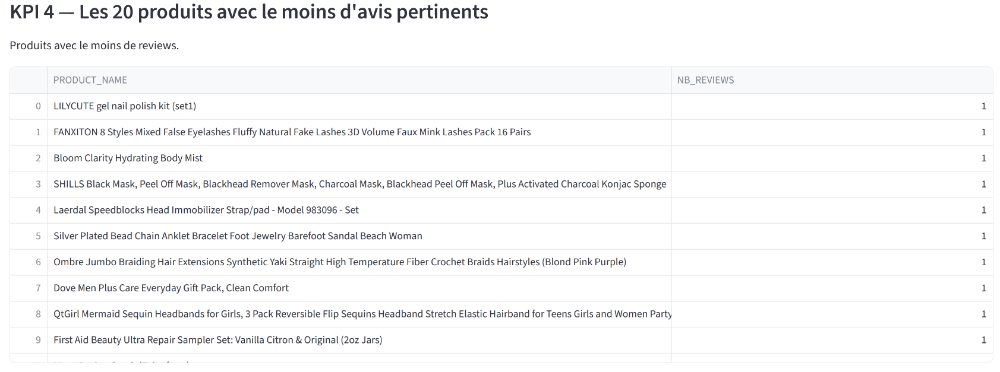 KPI 4 — Les 20 produits avec le moins d'avis pertinents
Produits avec le moins de reviews.
PRODUCT_NAME NB_REVIEWS
0 LILYCUTE gel nail polish kit (set1) 1
1 FANXITON 8 Styles Mixed False Eyelashes Fluffy Natural Fake Lashes 3D Volume Faux Mink Lashes Pack 16 Pairs 1
2 Bloom Clarity Hydrating Body Mist 1
3 SHILLS Black Mask, Peel Off Mask, Blackhead Remover Mask, Charcoal Mask, Blackhead Peel Off Mask, Plus Activated Charcoal Konjac Sponge 1
4 Laerdal Speedblocks Head Immobilizer Strap/pad - Model 983096 - Set 1
5 Silver Plated Bead Chain Anklet Bracelet Foot Jewelry Barefoot Sandal Beach Woman 1
6 Ombre Jumbo Braiding Hair Extensions Synthetic Yaki Straight High Temperature Fiber Crochet Braids Hairstyles (Blond Pink Purple) 1
7 Dove Men Plus Care Everyday Gift Pack, Clean Comfort 1
8 QtGirl Mermaid Sequin Headbands for Girls, 3 Pack Reversible Flip Sequins Headband Stretch Elastic Hairband for Teens Girls and Women Party 1
9 First Aid Beauty Ultra Repair Sampler Set: Vanilla Citron & Original (2oz Jars) 1